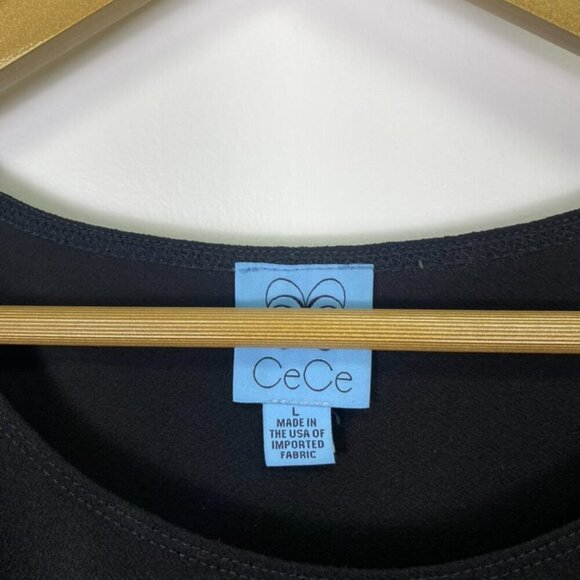 CeCe
L
MADE IN
THE USA OF
IMPORTED
FABRIC